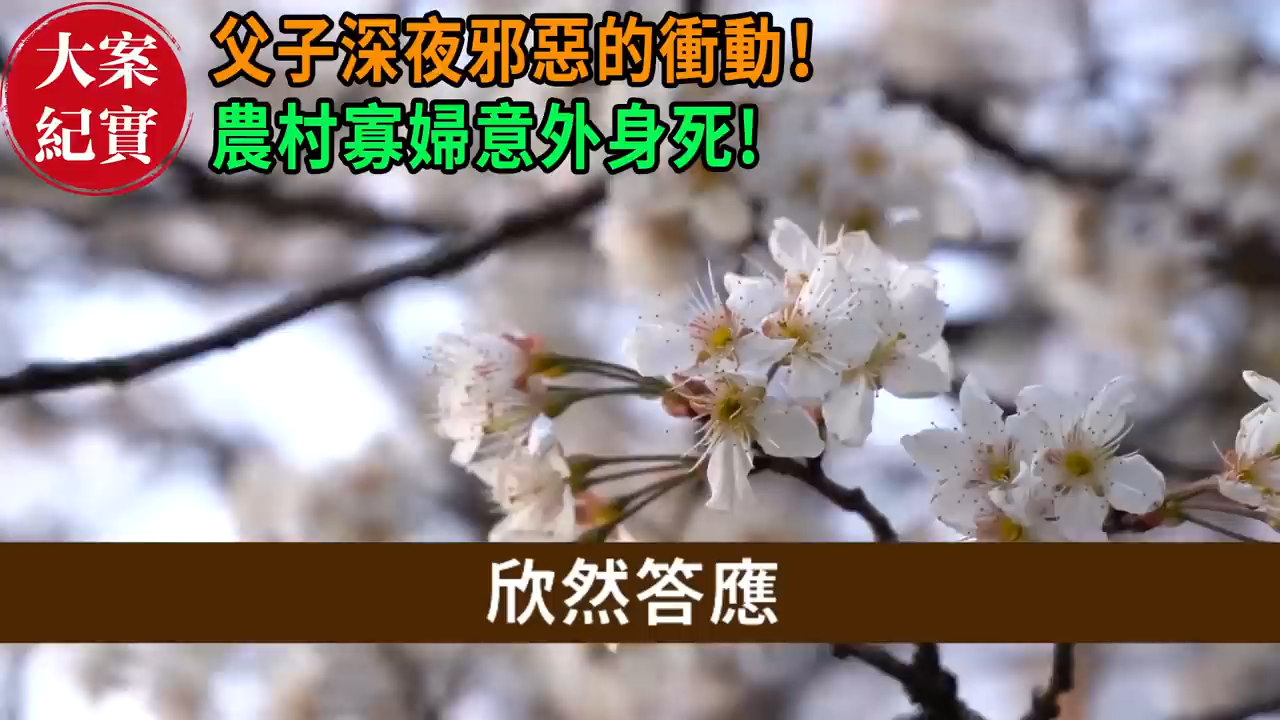 大案
紀實
父子深夜邪惡的衝動!
農村寡婦意外身死!
欣然答應